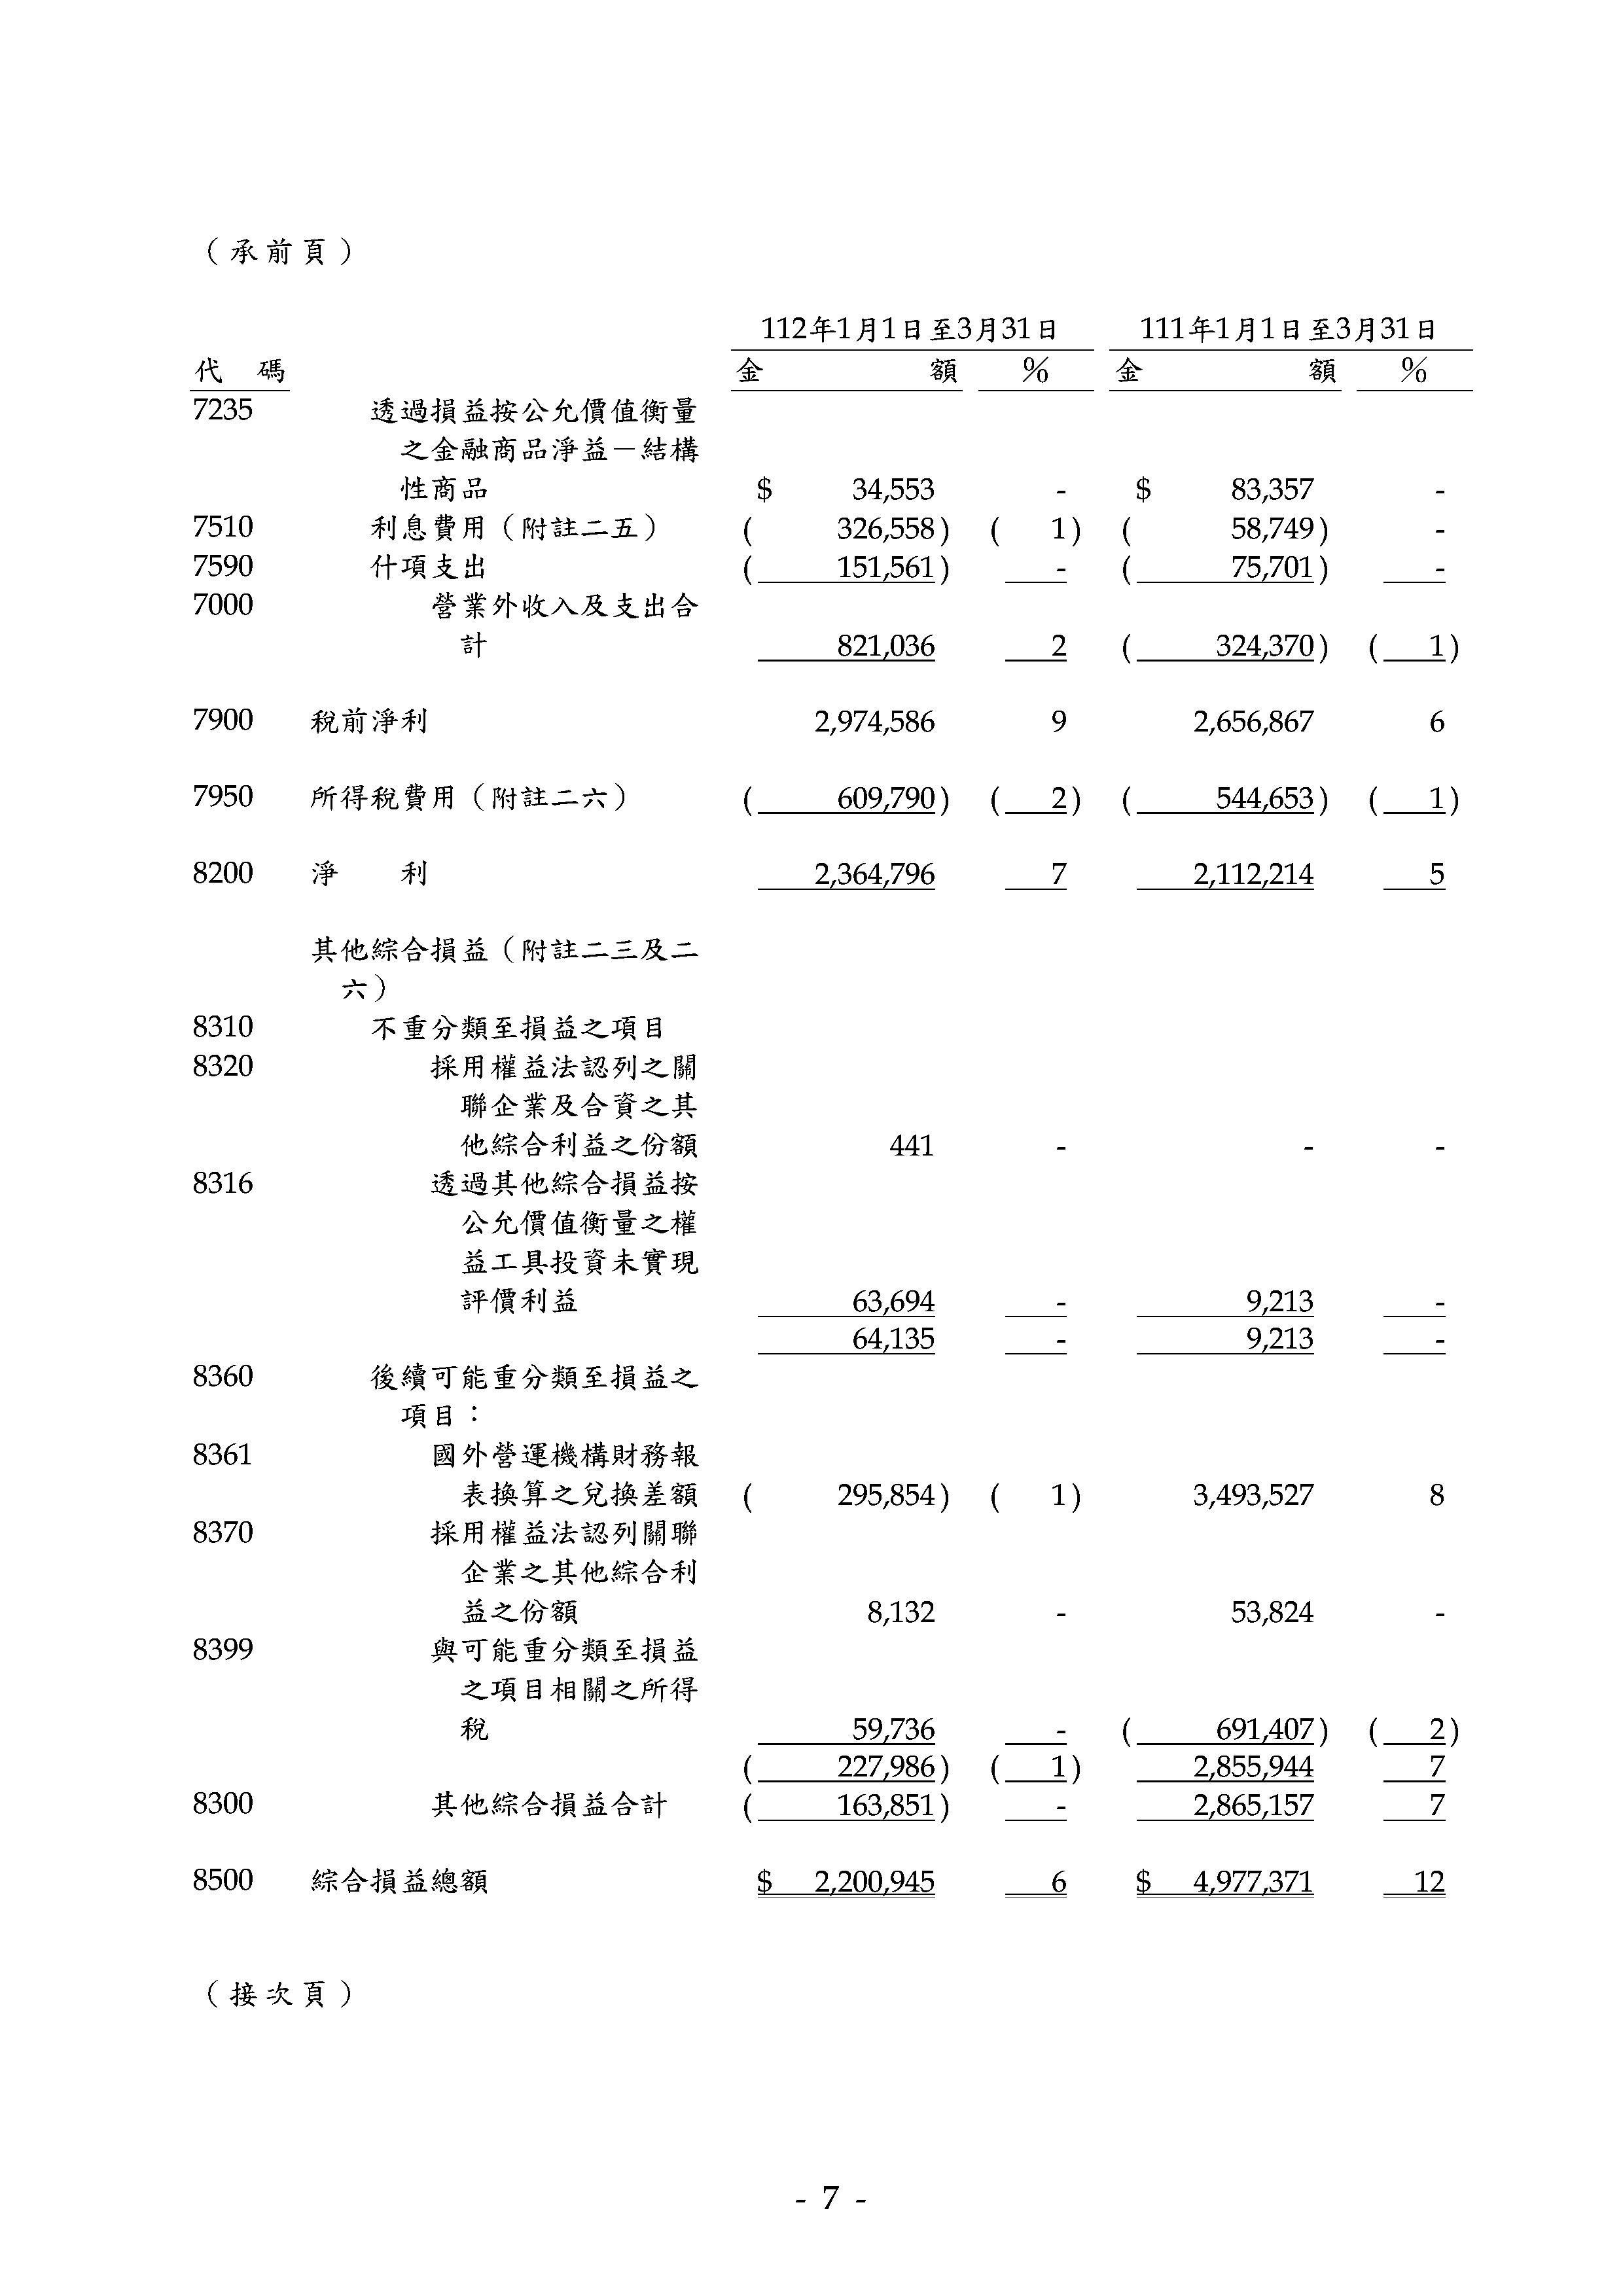 （承前頁）
112年1月1日至3月31日 111年1月1日至3月31日
代 碼 金 額 % 金 額 %
7235 透過損益按公允價值衡量
之金融商品淨益－結構
性商品 $ 34,553 - $ 83,357 -
7510 利息費用（附註二五） ( 326,558) ( 1) ( 58,749) -
7590 什項支出 ( 151,561) - ( 75,701) -
7000 營業外收入及支出合
計 821,036 2 ( 324,370) ( 1)
7900 稅前淨利 2,974,586 9 2,656,867 6
7950 所得稅費用（附註二六） ( 609,790) ( 2) ( 544,653) ( 1)
8200 淨 利 2,364,796 7 2,112,214 5
其他綜合損益（附註二三及二
六）
8310 不重分類至損益之項目
8320 採用權益法認列之關
聯企業及合資之其
他綜合利益之份額 441 - - -
8316 透過其他綜合損益按
公允價值衡量之權
益工具投資未實現
評價利益 63,694 - 9,213 -
64,135 - 9,213 -
8360 後續可能重分類至損益之
項目：
8361 國外營運機構財務報
表換算之兌換差額 ( 295,854) ( 1) 3,493,527 8
8370 採用權益法認列關聯
企業之其他綜合利
益之份額 8,132 - 53,824 -
8399 與可能重分類至損益
之項目相關之所得
稅 59,736 - ( 691,407) ( 2)
( 227,986) ( 1) 2,855,944 7
8300 其他綜合損益合計 ( 163,851) - 2,865,157 7
8500 綜合損益總額 $ 2,200,945 6 $ 4,977,371 12
（接次頁）
- 7 -